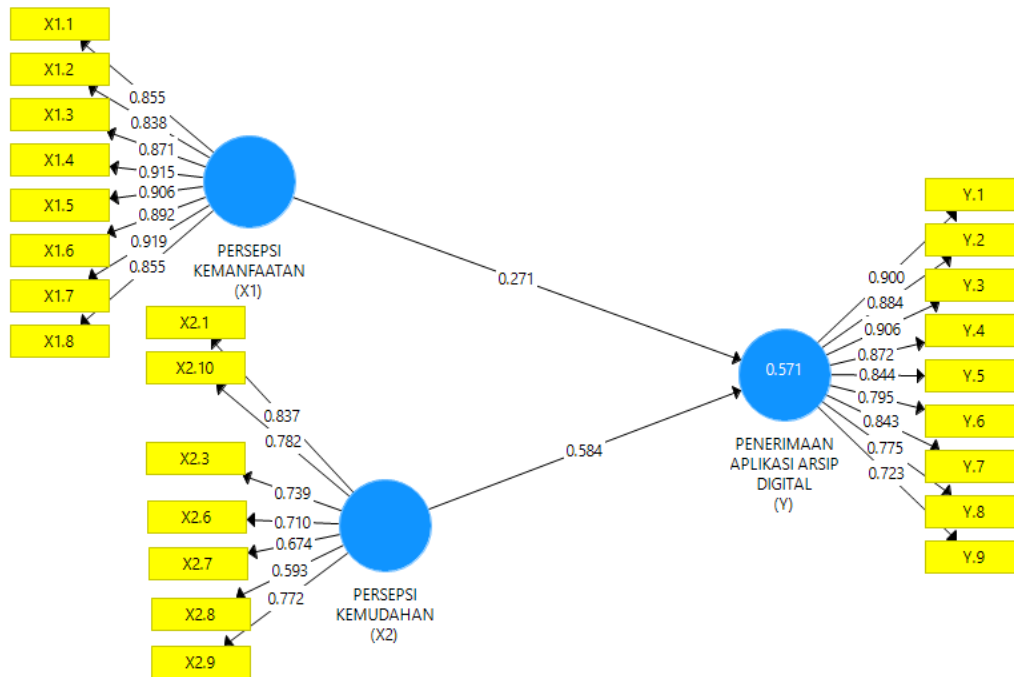 X1.1
X1.2
X1.3
X1.4
X1.5
X1.6
X1.7
X1.8
0.855
0.838
0.871
0.915
0.906
0.892
0.919
0.855
PERSEPSI
KEMANFAATAN
(X1)
0.271
X2.1
X2.10
X2.3
X2.6
X2.7
X2.8
X2.9
0.837
0.782
0.739
0.710
0.674
0.593
0.772
PERSEPSI
KEMUDAHAN
(X2)
0.584
0.571
PENERIMAAN
APLIKASI ARSIP
DIGITAL
(Y)
0.900
0.884
0.906
0.872
0.844
0.795
0.843
0.775
0.723
Y.1
Y.2
Y.3
Y.4
Y.5
Y.6
Y.7
Y.8
Y.9